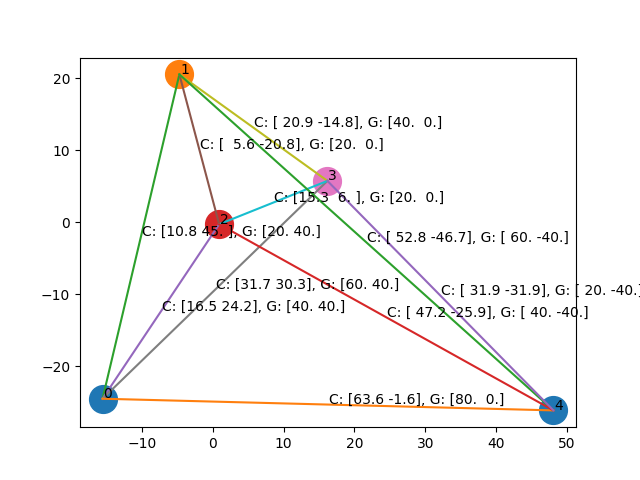 20
10
0
−10
−20
−10
0
10
20
30
40
50
1
C: [ 20.9 -14.8], G: [40.  0.]
C: [  5.6 -20.8], G: [20.  0.]
3
C: [15.3  6. ], G: [20.  0.]
2
C: [10.8 45. ], G: [20. 40.]
C: [ 52.8 -46.7], G: [ 60. -40.]
C: [31.7 30.3], G: [60. 40.]
C: [ 31.9 -31.9], G: [ 20. -40.]
C: [16.5 24.2], G: [40. 40.]
C: [ 47.2 -25.9], G: [ 40. -40.]
0
C: [63.6 -1.6], G: [80.  0.]
4